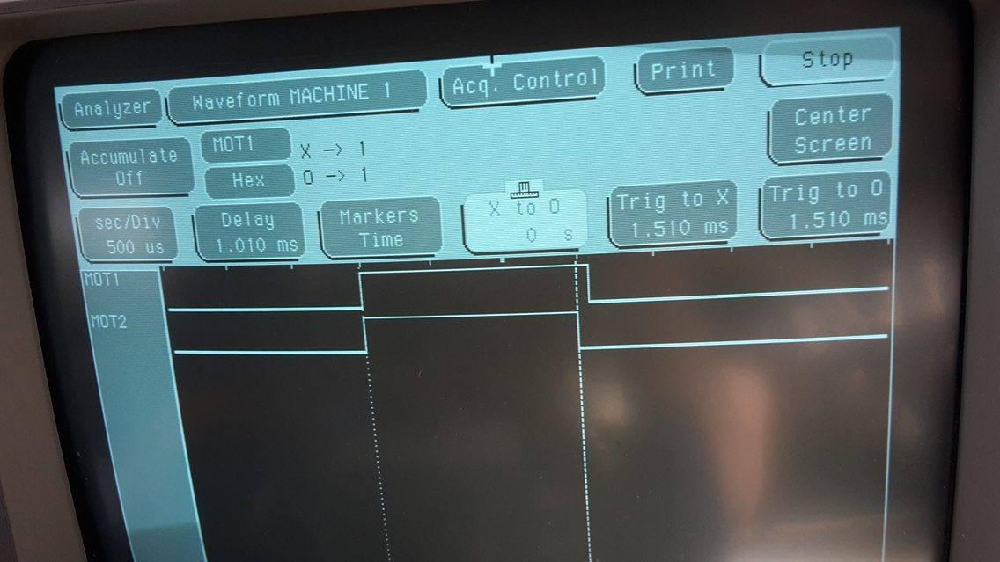 Analyzer
Waveform MACHINE 1
Acq. Control
Print
Stop
Accumulate
Off
MOT1
X -> 1
Hex
O -> 1
Center
Screen
sec/Div
500 us
Delay
1.010 ms
Markers
Time
X to O
0 s
Trig to X
1.510 ms
Trig to O
1.510 ms
MOT1
MOT2